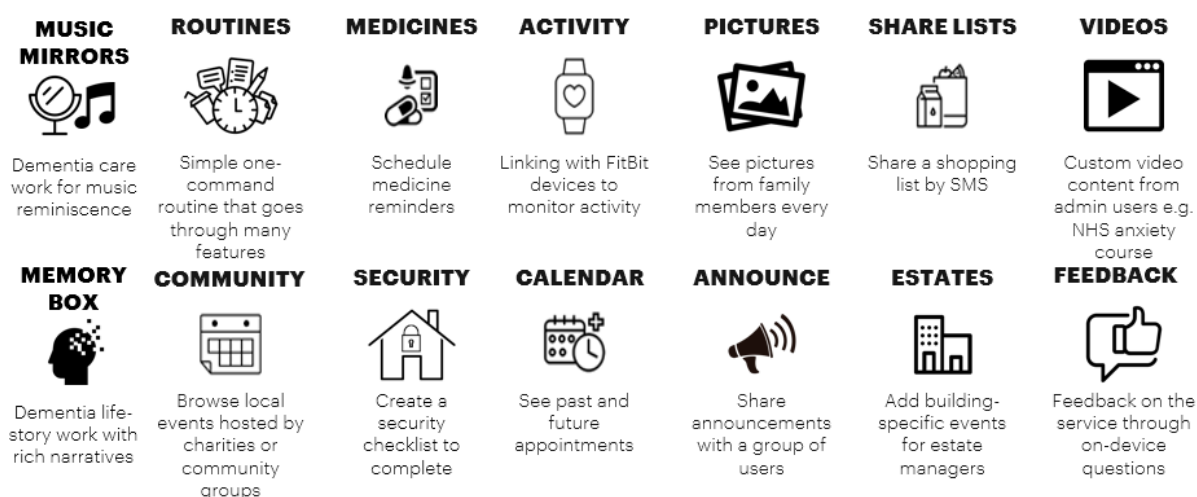 MUSIC
MIRRORS
Dementia care
work for music
reminiscence
ROUTINES
Simple one-
command
routine that goes
through many
features
MEDICINES
Schedule
medicine
reminders
ACTIVITY
Linking with FitBit
devices to
monitor activity
PICTURES
See pictures
from family
members every
day
SHARE LISTS
Share a shopping
list by SMS
VIDEOS
Custom video
content from
admin users e.g.
NHS anxiety
course
MEMORY
BOX
Dementia life-
story work with
rich narratives
COMMUNITY
Browse local
events hosted by
charities or
community
groups
SECURITY
Create a
security
checklist to
complete
CALENDAR
See past and
future
appointments
ANNOUNCE
Share
announcements
with a group of
users
ESTATES
Add building-
specific events
for estate
managers
FEEDBACK
Feedback on the
service through
on-device
questions